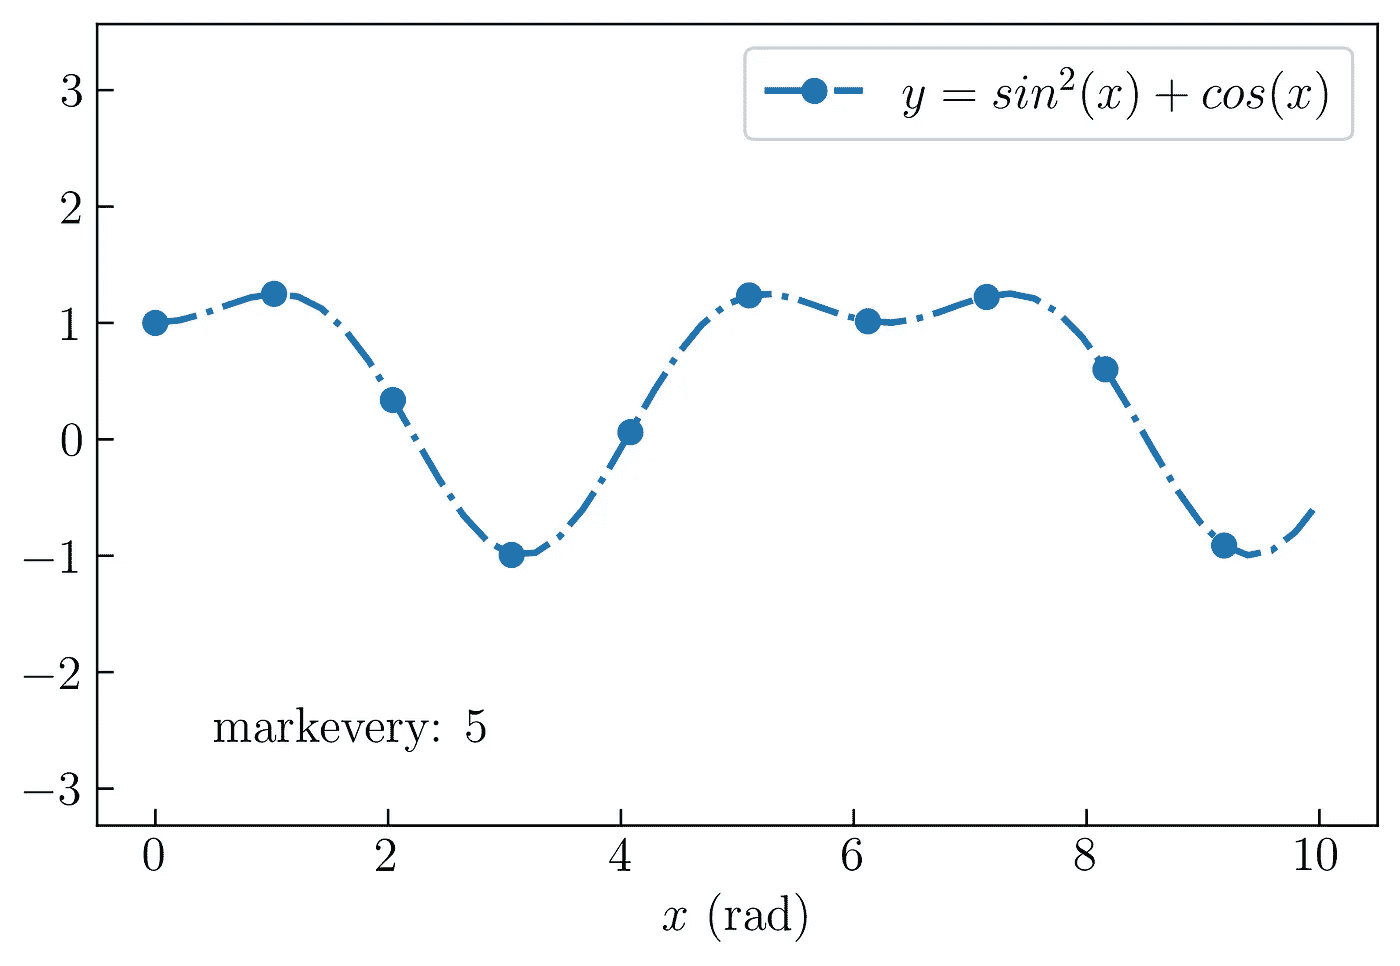 y = sin²(x) + cos(x)
3
2
1
0
−1
−2
−3
markevery: 5
0 2 4 6 8 10
x (rad)